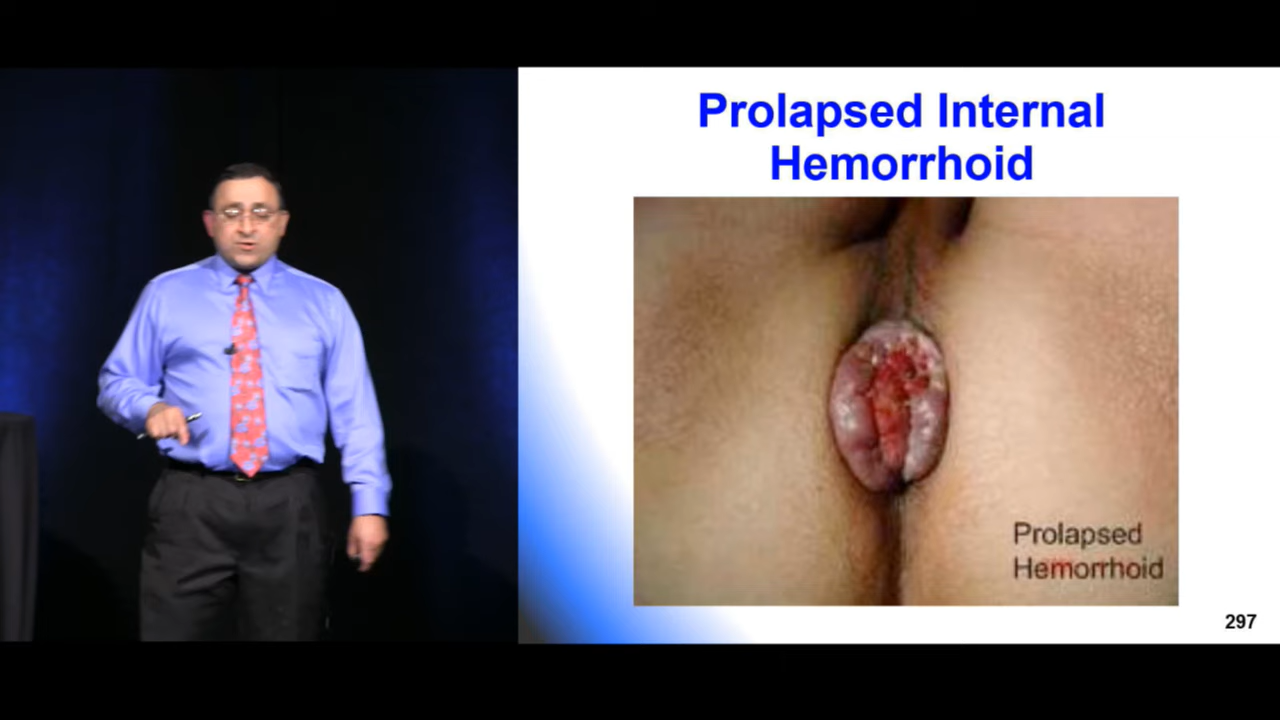 Prolapsed Internal
Hemorrhoid
Prolapsed
Hemorrhoid
297